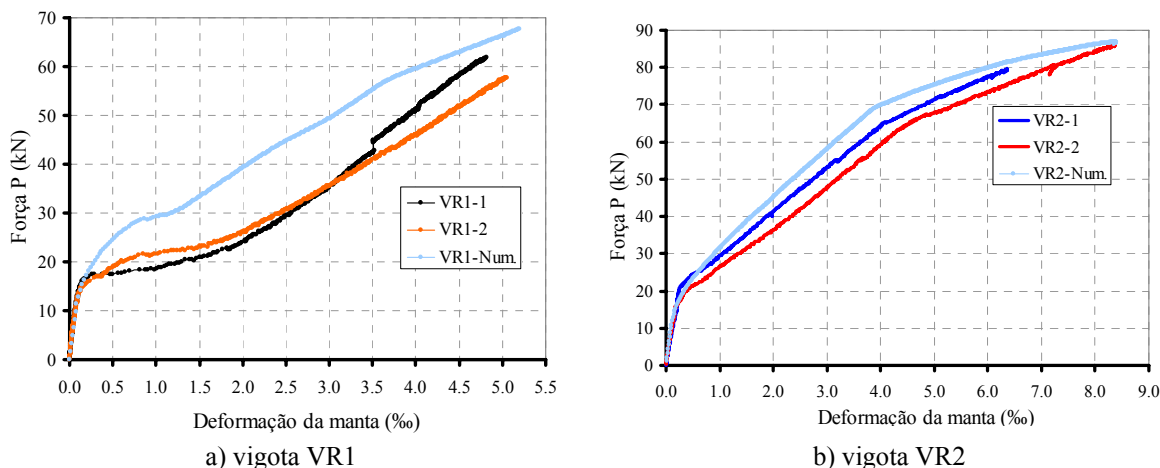 70
60
50
40
30
20
10
0
Força P (kN)
VR1-1
VR1-2
VR1-Num.
0.0 0.5 1.0 1.5 2.0 2.5 3.0 3.5 4.0 4.5 5.0 5.5
Deformação da manta (‰)
a) vigota VR1
90
80
70
60
50
40
30
20
10
0
Força P (kN)
VR2-1
VR2-2
VR2-Num.
0.0 1.0 2.0 3.0 4.0 5.0 6.0 7.0 8.0 9.0
Deformação da manta (‰)
b) vigota VR2